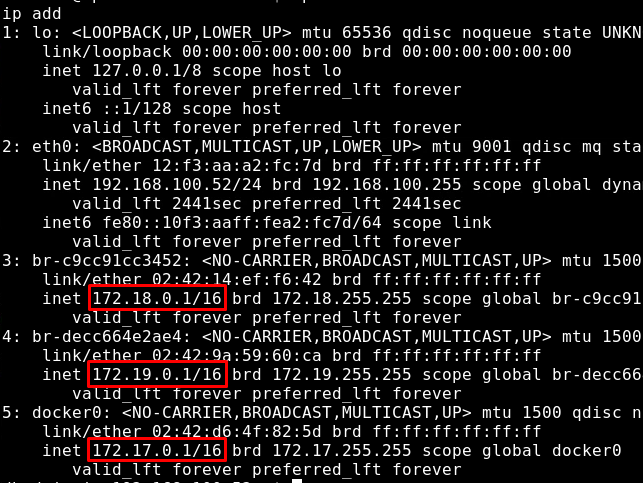 ip add
1: lo: <LOOPBACK,UP,LOWER_UP> mtu 65536 qdisc noqueue state UNKN
link/loopback 00:00:00:00:00:00 brd 00:00:00:00:00:00
inet 127.0.0.1/8 scope host lo
valid_lft forever preferred_lft forever
inet6 ::1/128 scope host
valid_lft forever preferred_lft forever
2: eth0: <BROADCAST,MULTICAST,UP,LOWER_UP> mtu 9001 qdisc mq sta
link/ether 12:f3:aa:a2:fc:7d brd ff:ff:ff:ff:ff:ff
inet 192.168.100.52/24 brd 192.168.100.255 scope global dyna
valid_lft 2441sec preferred_lft 2441sec
inet6 fe80::10f3:aaff:fea2:fc7d/64 scope link
valid_lft forever preferred_lft forever
3: br-c9cc91cc3452: <NO-CARRIER,BROADCAST,MULTICAST,UP> mtu 1500
link/ether 02:42:14:ef:f6:42 brd ff:ff:ff:ff:ff:ff
inet 172.18.0.1/16 brd 172.18.255.255 scope global br-c9cc91
valid_lft forever preferred_lft forever
4: br-decc664e2ae4: <NO-CARRIER,BROADCAST,MULTICAST,UP> mtu 1500
link/ether 02:42:9a:59:60:ca brd ff:ff:ff:ff:ff:ff
inet 172.19.0.1/16 brd 172.19.255.255 scope global br-decc66
valid_lft forever preferred_lft forever
5: docker0: <NO-CARRIER,BROADCAST,MULTICAST,UP> mtu 1500 qdisc n
link/ether 02:42:d6:4f:82:5d brd ff:ff:ff:ff:ff:ff
inet 172.17.0.1/16 brd 172.17.255.255 scope global docker0
valid_lft forever preferred_lft forever